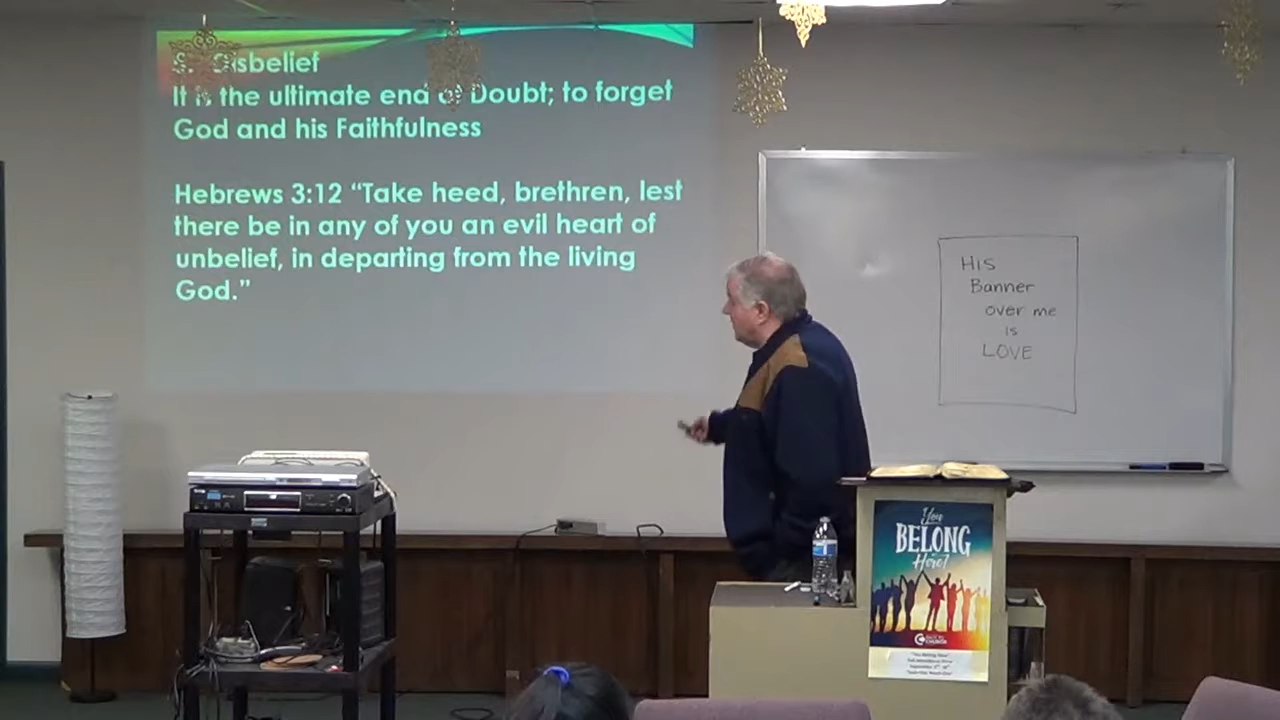 Disbelief
It is the ultimate end of Doubt; to forget
God and his Faithfulness
Hebrews 3:12 “Take heed, brethren, lest
there be in any of you an evil heart of
unbelief, in departing from the living
God.”
HIS
Banner
over me
is
LOVE
You
BELONG
Here!